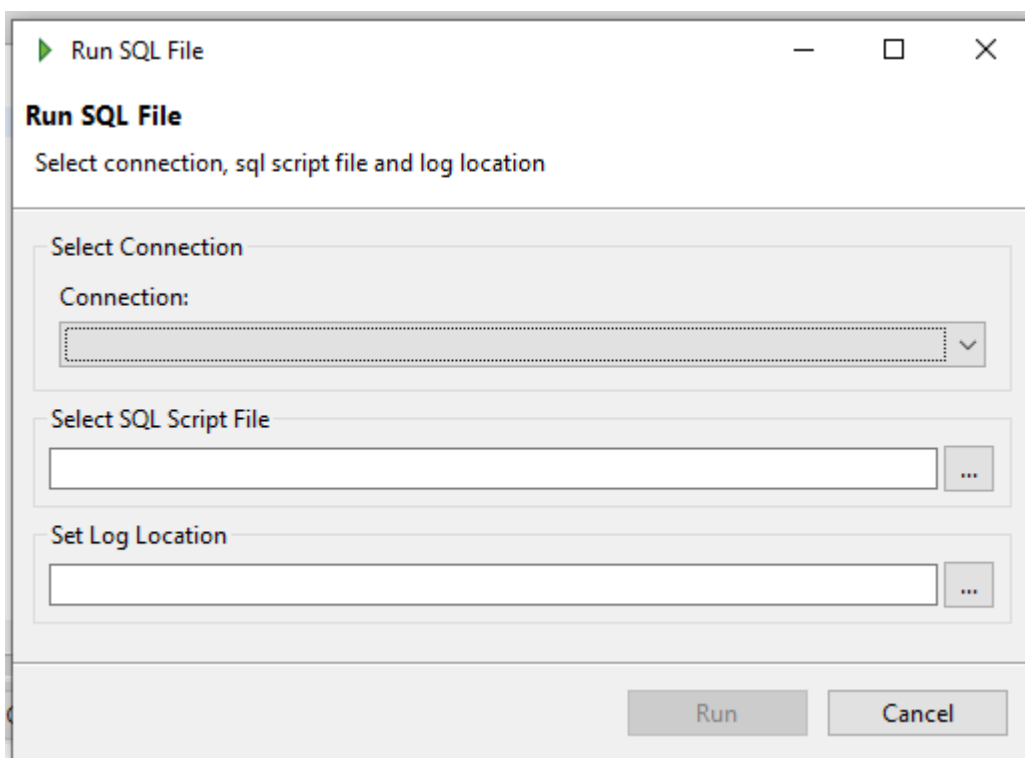 Run SQL File
Run SQL File
Select connection, sql script file and log location
Select Connection
Connection:
Select SQL Script File
...
Set Log Location
...
Run
Cancel